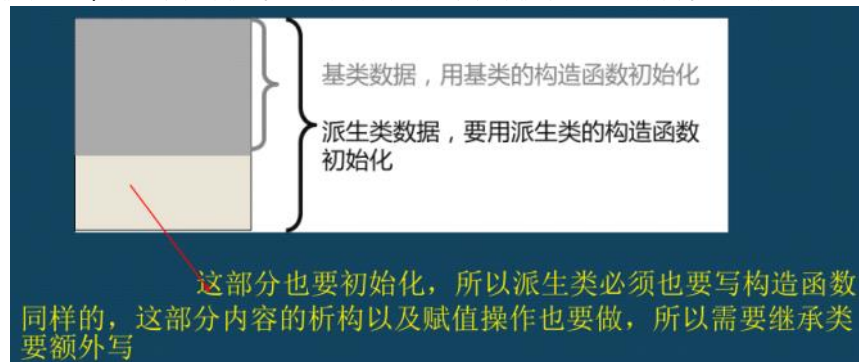 基类数据，用基类的构造函数初始化
派生类数据，要用派生类的构造函数
初始化
这部分也要初始化，所以派生类必须也要写构造函数
同样的，这部分内容的析构以及赋值操作也要做，所以需要继承类
要额外写